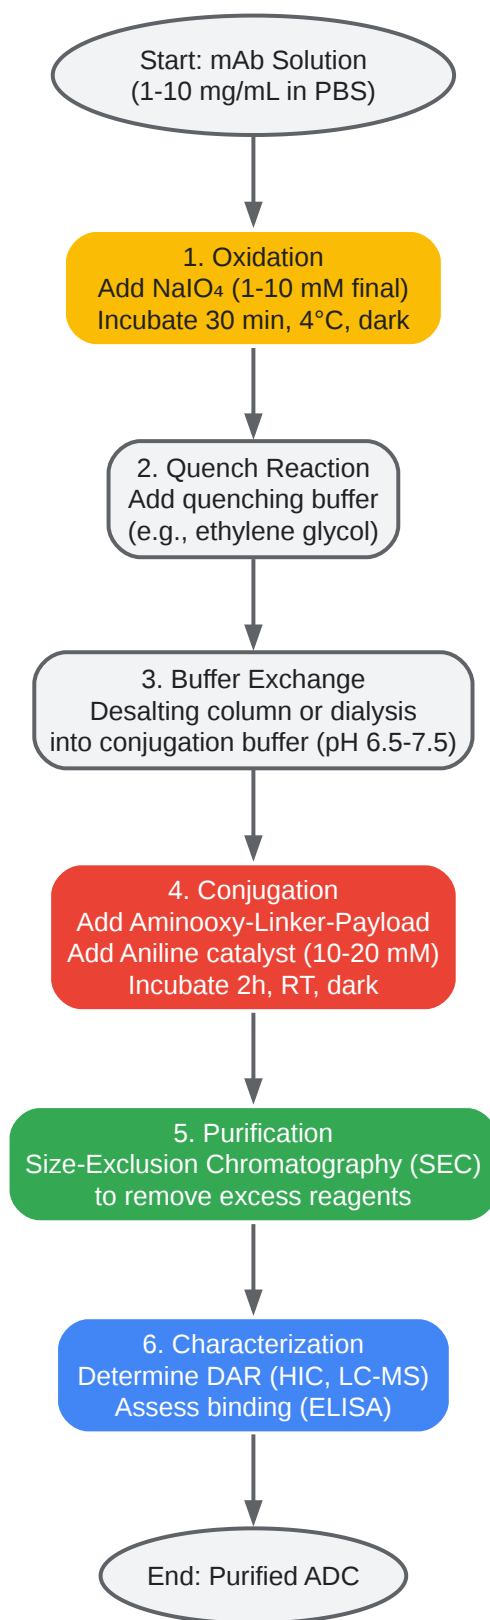 Start: mAb Solution
(1-10 mg/mL in PBS)
1. Oxidation
Add NaIO₄ (1-10 mM final)
Incubate 30 min, 4°C, dark
2. Quench Reaction
Add quenching buffer
(e.g., ethylene glycol)
3. Buffer Exchange
Desalting column or dialysis
into conjugation buffer (pH 6.5-7.5)
4. Conjugation
Add Aminooxy-Linker-Payload
Add Aniline catalyst (10-20 mM)
Incubate 2h, RT, dark
5. Purification
Size-Exclusion Chromatography (SEC)
to remove excess reagents
6. Characterization
Determine DAR (HIC, LC-MS)
Assess binding (ELISA)
End: Purified ADC